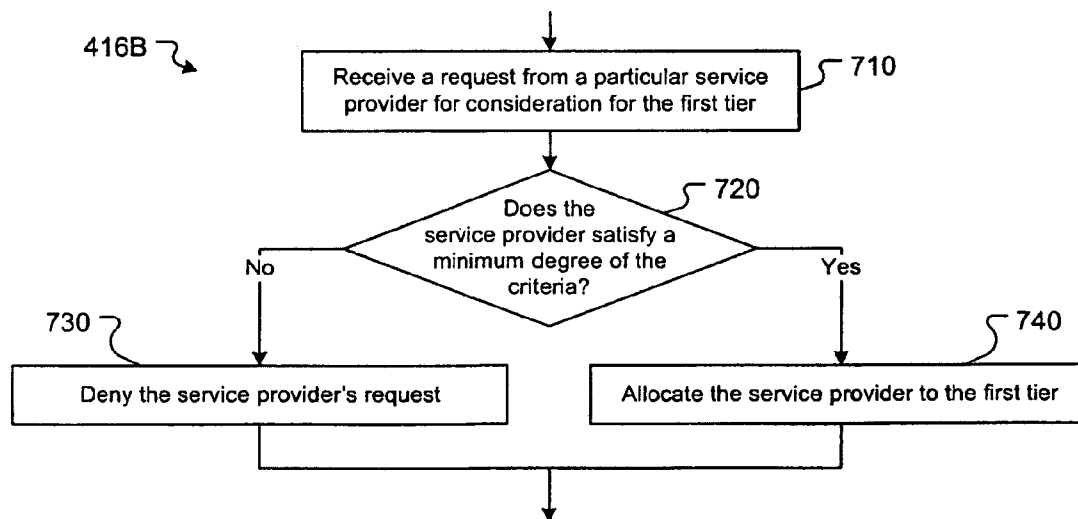 416B
Receive a request from a particular service
provider for consideration for the first tier
710
720
Does the
service provider satisfy a
minimum degree of the
criteria?
No
Yes
730
740
Deny the service provider's request
Allocate the service provider to the first tier